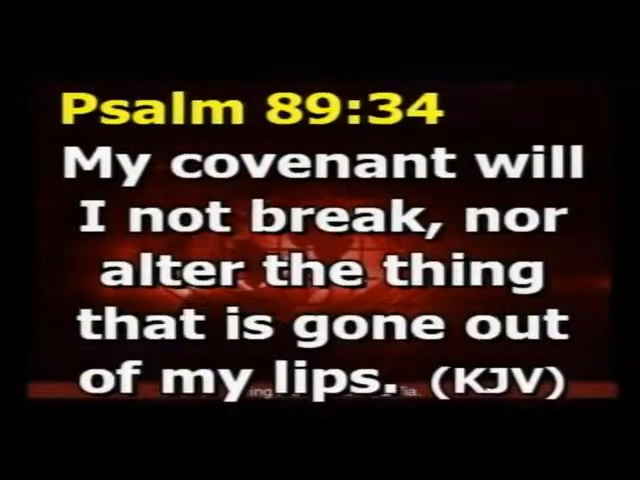 Psalm 89:34
My covenant will
I not break, nor
alter the thing
that is gone out
of my lips. (KJV)